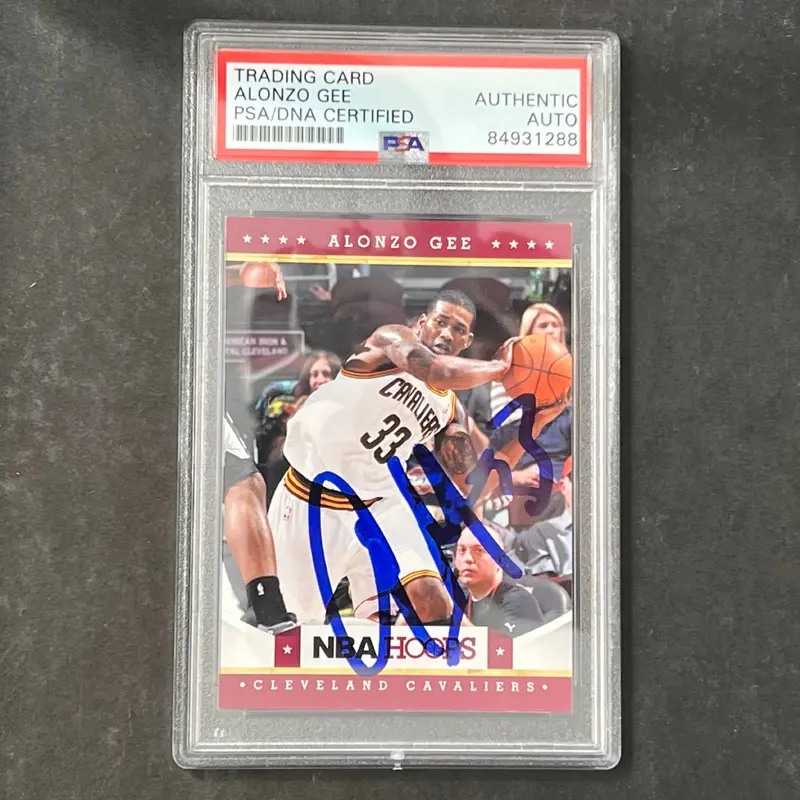 TRADING CARD
ALONZO GEE
PSA/DNA CERTIFIED
AUTHENTIC
AUTO
84931288
PSA
ALONZO GEE
CAVALIERS
33
NBA HOOPS
CLEVELAND CAVALIERS